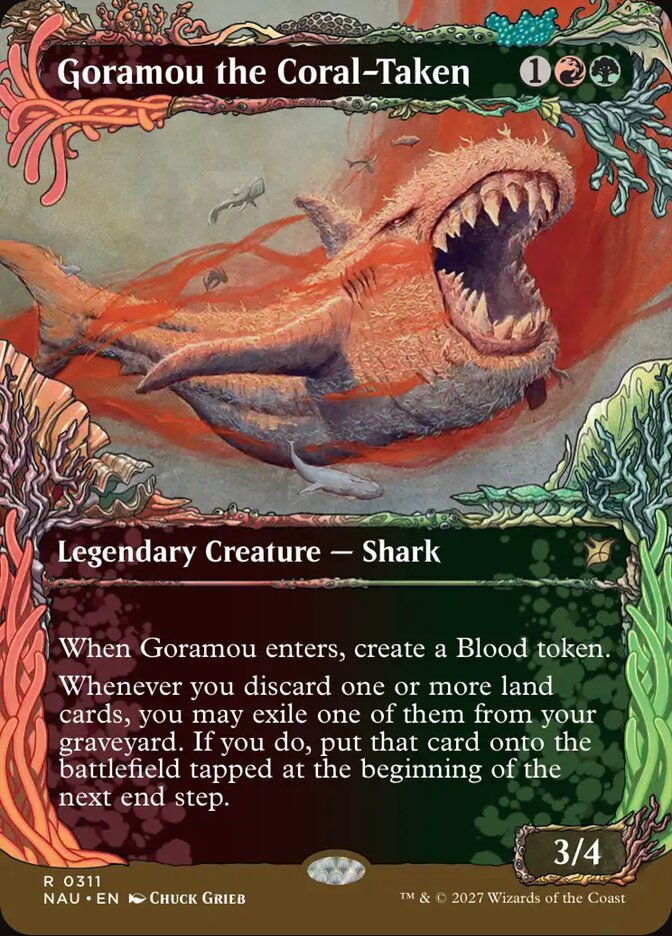 Goramou the Coral-Taken 1
Legendary Creature — Shark
When Goramou enters, create a Blood token.
Whenever you discard one or more land
cards, you may exile one of them from your
graveyard. If you do, put that card onto the
battlefield tapped at the beginning of the
next end step.
3/4
R 0311
NAU • EN Chuck Grieb
™ & © 2027 Wizards of the Coast